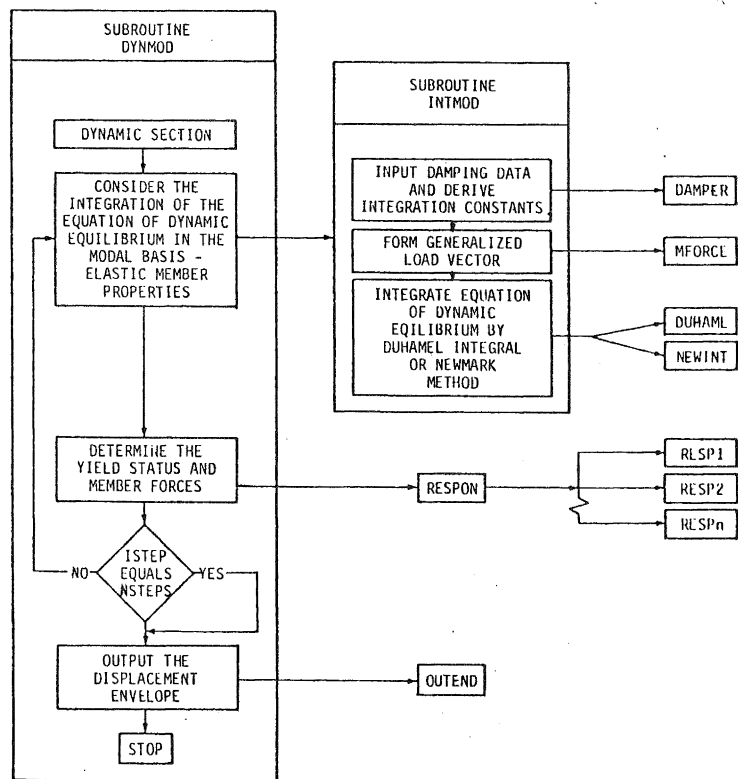 SUBROUTINE
DYNMOD
DYNAMIC SECTION
CONSIDER THE
INTEGRATION OF THE
EQUATION OF DYNAMIC
EQUILIBRIUM IN THE
MODAL BASIS -
ELASTIC MEMBER
PROPERTIES
DETERMINE THE
YIELD STATUS AND
MEMBER FORCES
ISTEP
EQUALS
NSTEPS
NO
YES
OUTPUT THE
DISPLACEMENT
ENVELOPE
STOP
SUBROUTINE
INTMOD
INPUT DAMPING DATA
AND DERIVE
INTEGRATION CONSTANTS
FORM GENERALIZED
LOAD VECTOR
INTEGRATE EQUATION
OF DYNAMIC
EQILIBRIUM BY
DUHAMEL INTEGRAL
OR NEWMARK
METHOD
DAMPER
MFORCE
DUHAML
NEWINT
RESPON
RESP1
RESP2
RESPn
OUTEND